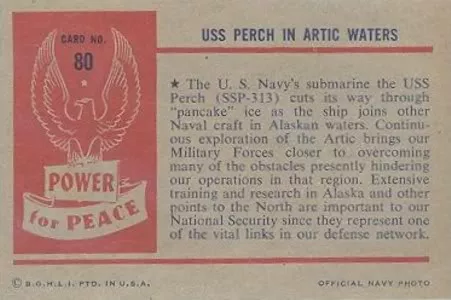 CARD NO.
80
POWER
for PEACE
USS PERCH IN ARTIC WATERS
★ The U. S. Navy's submarine the USS
Perch (SSP-313) cuts its way through
"pancake" ice as the ship joins other
Naval craft in Alaskan waters. Continu-
ous exploration of the Artic brings our
Military Forces closer to overcoming
many of the obstacles presently hindering
our operations in that region. Extensive
training and research in Alaska and other
points to the North are important to our
National Security since they represent one
of the vital links in our defense network.
© B.G.H.L.I. PTD. IN U.S.A.
OFFICIAL NAVY PHOTO